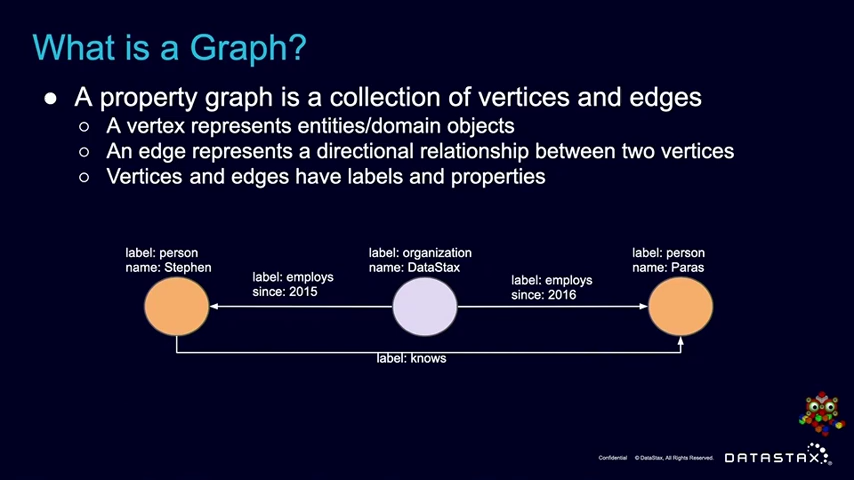 What is a Graph?
● A property graph is a collection of vertices and edges
○ A vertex represents entities/domain objects
○ An edge represents a directional relationship between two vertices
○ Vertices and edges have labels and properties
label: person
name: Stephen
label: employs
since: 2015
label: organization
name: DataStax
label: employs
since: 2016
label: person
name: Paras
label: knows
Confidential © DataStax, All Rights Reserved.
DATASTAX